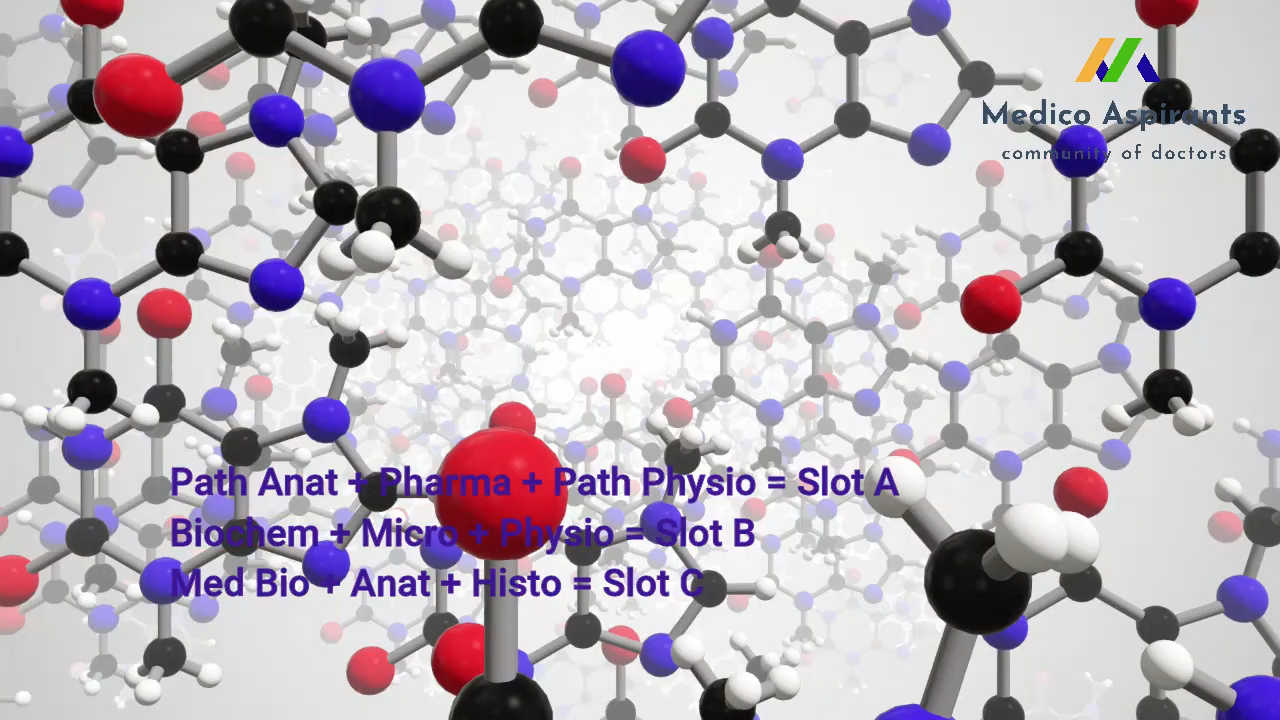 Medico Aspirants
community of doctors
Path Anat + Pharma + Path Physio = Slot A
Biochem + Micro + Physio = Slot B
Med Bio + Anat + Histo = Slot C